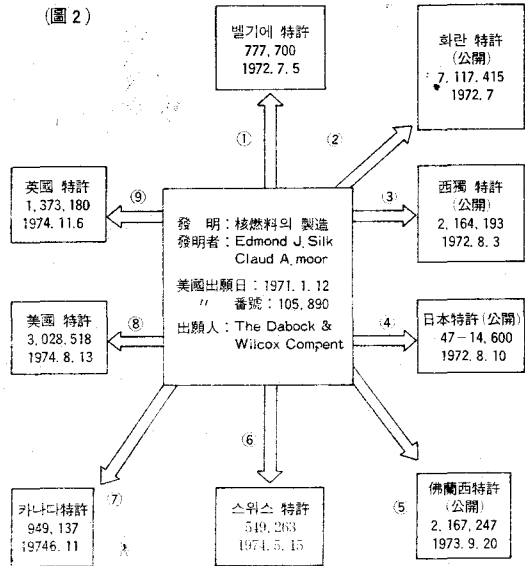 (圖 2)
벨기에 特許
777,700
1972.7.5
화란 特許
(公開)
7,117,415
1972.7
①
②
英國 特許
1,373,180
1974.11.6
⑨
③
西獨 特許
(公開)
2,164,193
1972.8.3
發 明 : 核燃料의 製造
發明者 : Edmond J. Silk
Claud A. moor
美國出願日 : 1971.1.12
〃 番號 : 105,890
出願人 : The Dabock &
Wilcox Compent
美國 特許
3,028,518
1974.8.13
⑧
④
日本特許(公開)
47-14,600
1972.8.10
⑥
⑦
카나다特許
949,137
19746.11
스위스 特許
549,263
1974.5.15
⑤
佛蘭西特許
(公開)
2,167,247
1973.9.20